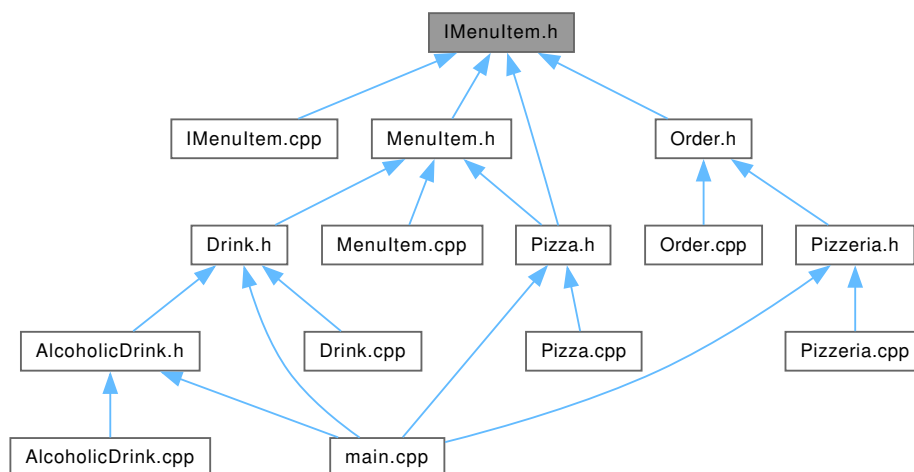 IMenuItem.h
IMenuItem.cpp
MenuItem.h
Order.h
Drink.h
MenuItem.cpp
Pizza.h
Order.cpp
Pizzeria.h
AlcoholicDrink.h
Drink.cpp
Pizza.cpp
Pizzeria.cpp
AlcoholicDrink.cpp
main.cpp